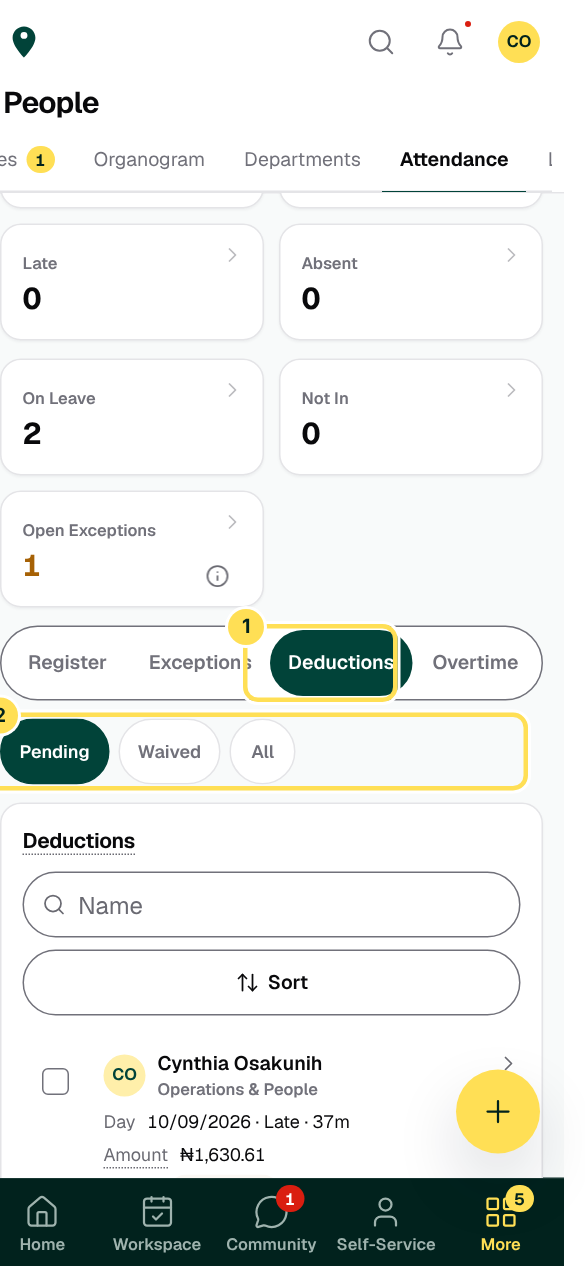 CO
People
es 1 Organogram Departments Attendance L
Late
0
Absent
0
On Leave
2
Not In
0
Open Exceptions
1
1
Register Exceptions Deductions Overtime
2
Pending Waived All
Deductions
Name
Sort
CO
Cynthia Osakunih
Operations & People
Day 10/09/2026 · Late · 37m
Amount ₦1,630.61
1
5
Home Workspace Community Self-Service More